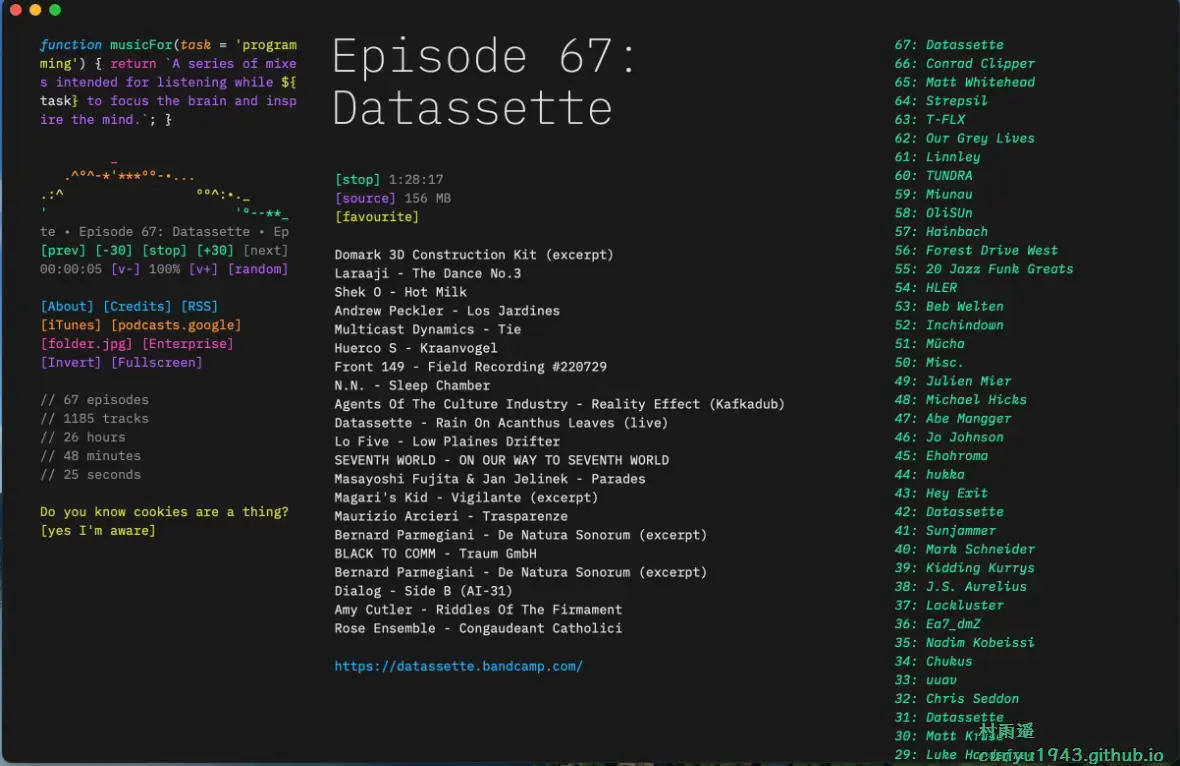 function musicFor(task = 'program
ming') { return `A series of mixe
s intended for listening while ${
task} to focus the brain and insp
ire the mind.`; }
te • Episode 67: Datassette • Ep
[prev] [-30] [stop] [+30] [next]
00:00:05 [v-] 100% [v+] [random]
[About] [Credits] [RSS]
[iTunes] [podcasts.google]
[folder.jpg] [Enterprise]
[Invert] [Fullscreen]
// 67 episodes
// 1185 tracks
// 26 hours
// 48 minutes
// 25 seconds
Do you know cookies are a thing?
[yes I'm aware]
Episode 67:
Datassette
[stop] 1:28:17
[source] 156 MB
[favourite]
Domark 3D Construction Kit (excerpt)
Laraaji - The Dance No.3
Shek O - Hot Milk
Andrew Peckler - Los Jardines
Multicast Dynamics - Tie
Huerco S - Kraanvogel
Front 149 - Field Recording #220729
N.N. - Sleep Chamber
Agents Of The Culture Industry - Reality Effect (Kafkadub)
Datassette - Rain On Acanthus Leaves (live)
Lo Five - Low Plaines Drifter
SEVENTH WORLD - ON OUR WAY TO SEVENTH WORLD
Masayoshi Fujita & Jan Jelinek - Parades
Magari's Kid - Vigilante (excerpt)
Maurizio Arcieri - Trasparenze
Bernard Parmegiani - De Natura Sonorum (excerpt)
BLACK TO COMM - Traum GmbH
Bernard Parmegiani - De Natura Sonorum (excerpt)
Dialog - Side B (AI-31)
Amy Cutler - Riddles Of The Firmament
Rose Ensemble - Congaudeant Catholici
https://datassette.bandcamp.com/
67: Datassette
66: Conrad Clipper
65: Matt Whitehead
64: Strepsil
63: T-FLX
62: Our Grey Lives
61: Linnley
60: TUNDRA
59: Miunau
58: OliSUn
57: Hainbach
56: Forest Drive West
55: 20 Jazz Funk Greats
54: HLER
53: Beb Welten
52: Inchindown
51: Mücha
50: Misc.
49: Julien Mier
48: Michael Hicks
47: Abe Mangger
46: Jo Johnson
45: Ehohroma
44: hukka
43: Hey Exit
42: Datassette
41: Sunjammer
40: Mark Schneider
39: Kidding Kurrys
38: J.S. Aurelius
37: Lackluster
36: Ea7_dmZ
35: Nadim Kobeissi
34: Chukus
33: uuav
32: Chris Seddon
31: Datassette
30: Matt
29: Luke
村雨遥
cunyu1943.github.io